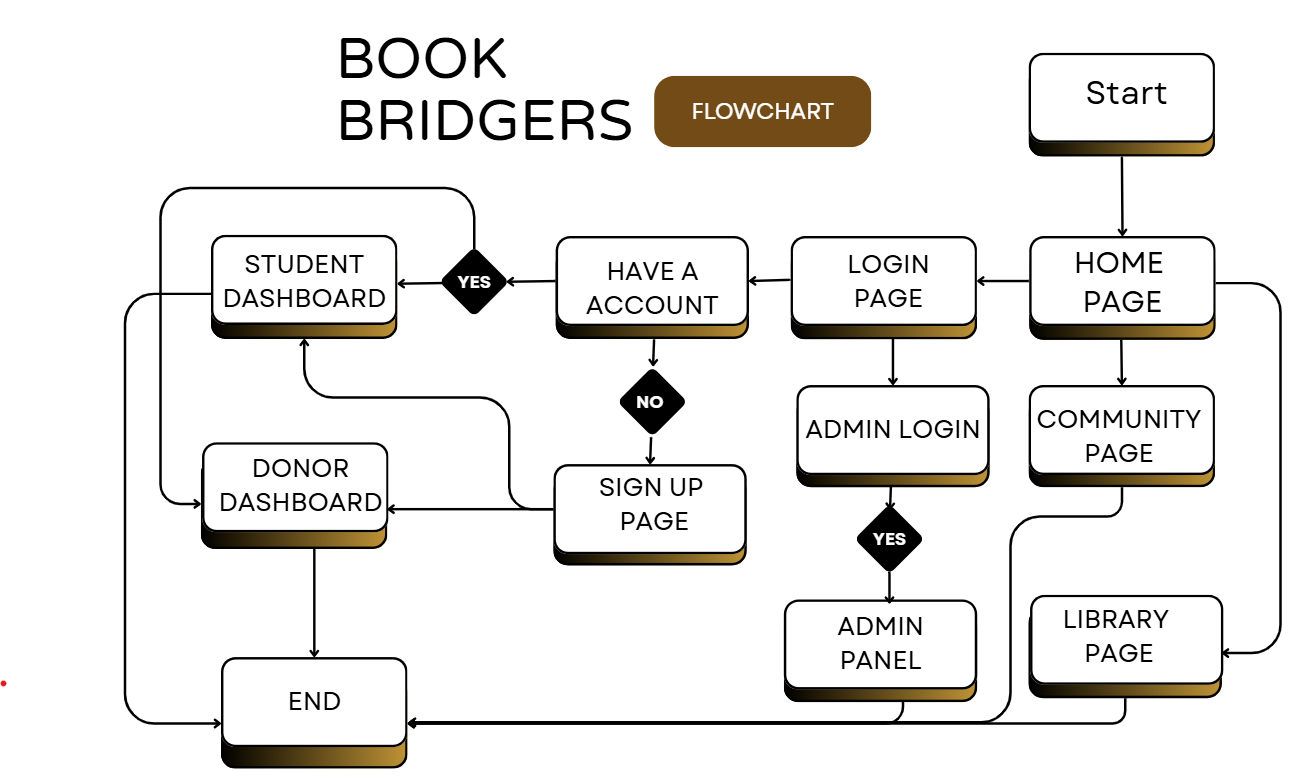 BOOK
BRIDGERS
FLOWCHART
Start
STUDENT
DASHBOARD
YES
HAVE A
ACCOUNT
LOGIN
PAGE
HOME
PAGE
NO
ADMIN LOGIN
COMMUNITY
PAGE
DONOR
DASHBOARD
SIGN UP
PAGE
YES
ADMIN
PANEL
LIBRARY
PAGE
END